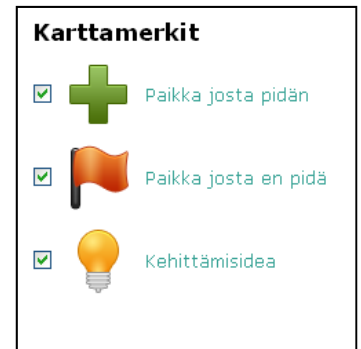 Karttamerkit
Paikka josta pidän
Paikka josta en pidä
Kehittämisidea